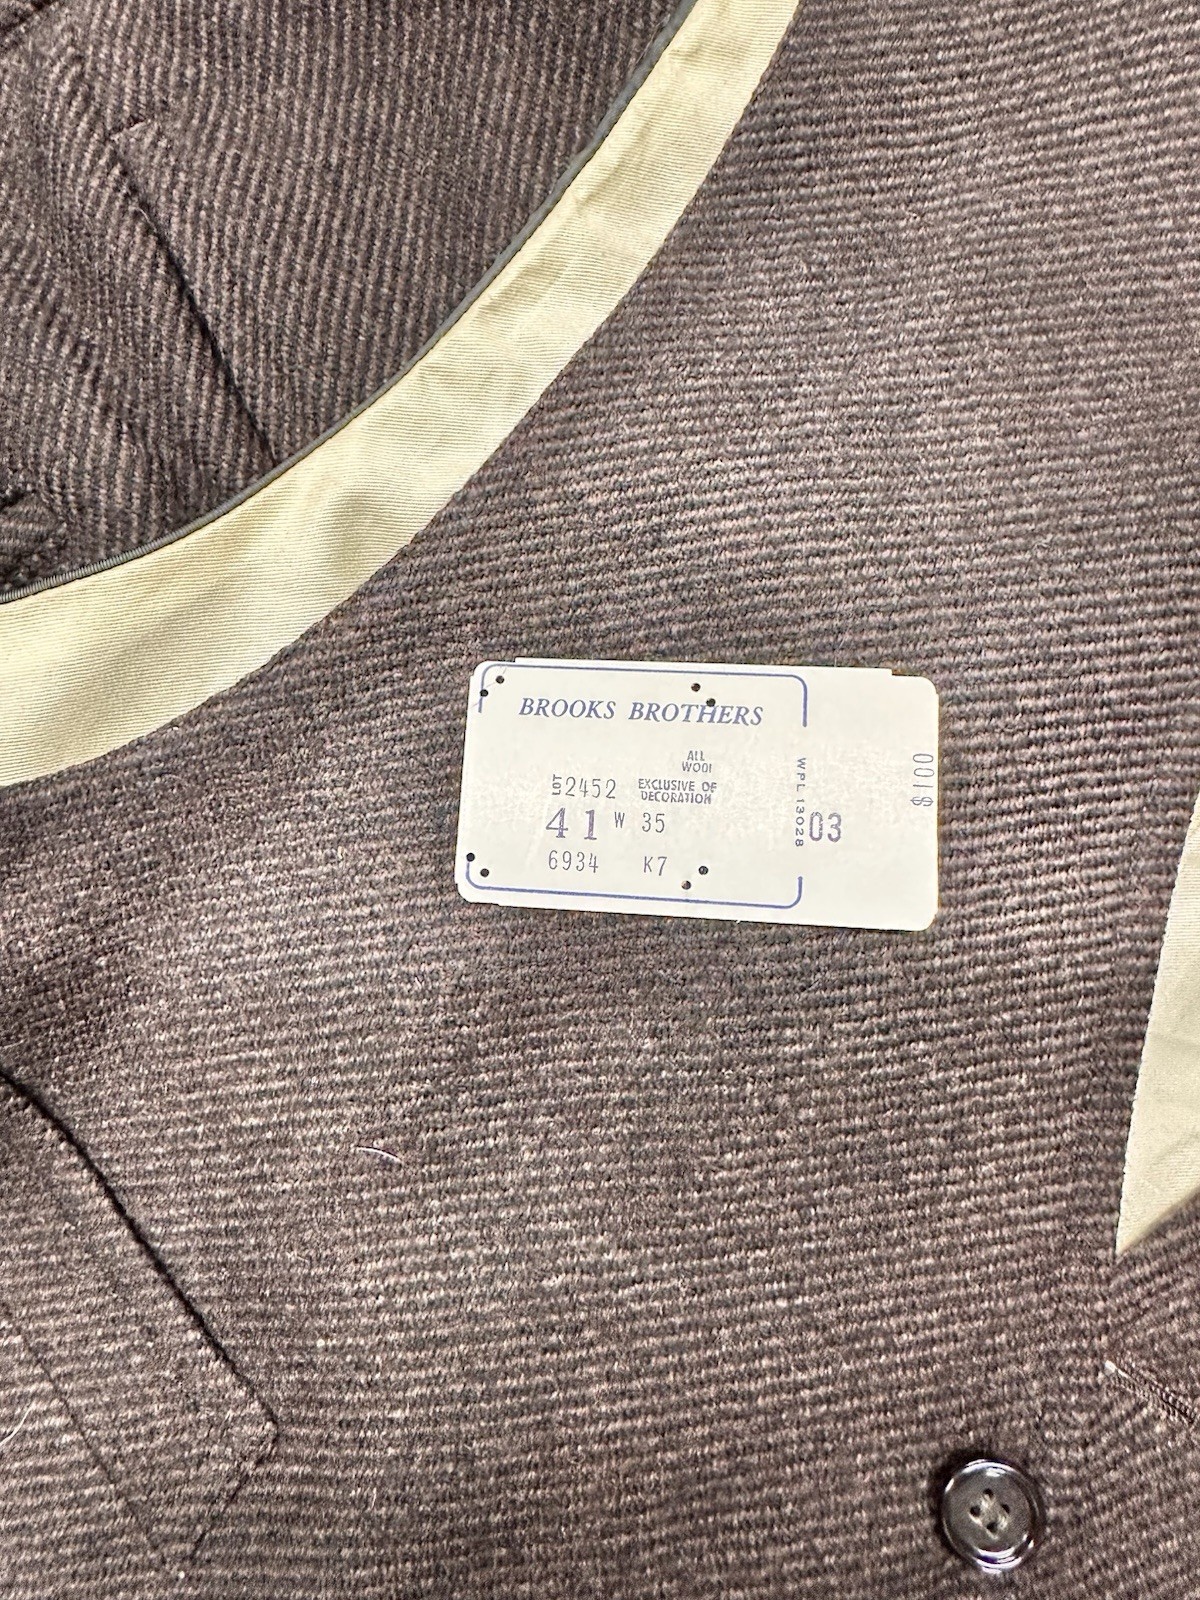 BROOKS BROTHERS
ALL
WOOL
LOT 2452 EXCLUSIVE OF
DECORATION
41 W 35
6934 K7
WPL 13028
03
$100